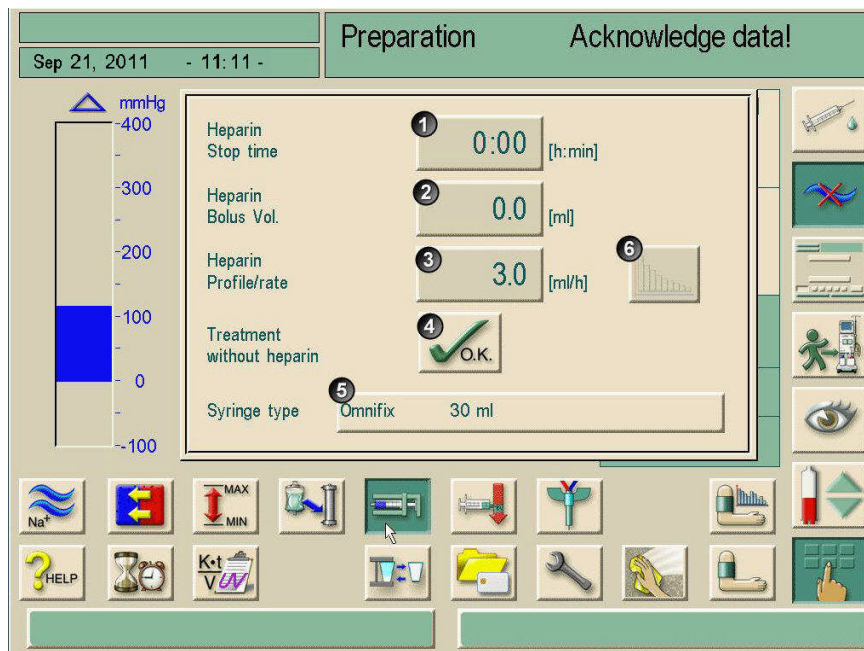 Preparation Acknowledge data!
Sep 21, 2011 - 11:11 -
mmHg
400
300
200
100
0
-100
Heparin
Stop time
1
0:00
[h:min]
Heparin
Bolus Vol.
2
0.0
[ml]
Heparin
Profile/rate
3
3.0
[ml/h]
6
Treatment
without heparin
4
O.K.
Syringe type
5
Omnifix 30 ml
Na+
MAX
MIN
?HELP
K•t
V
UV